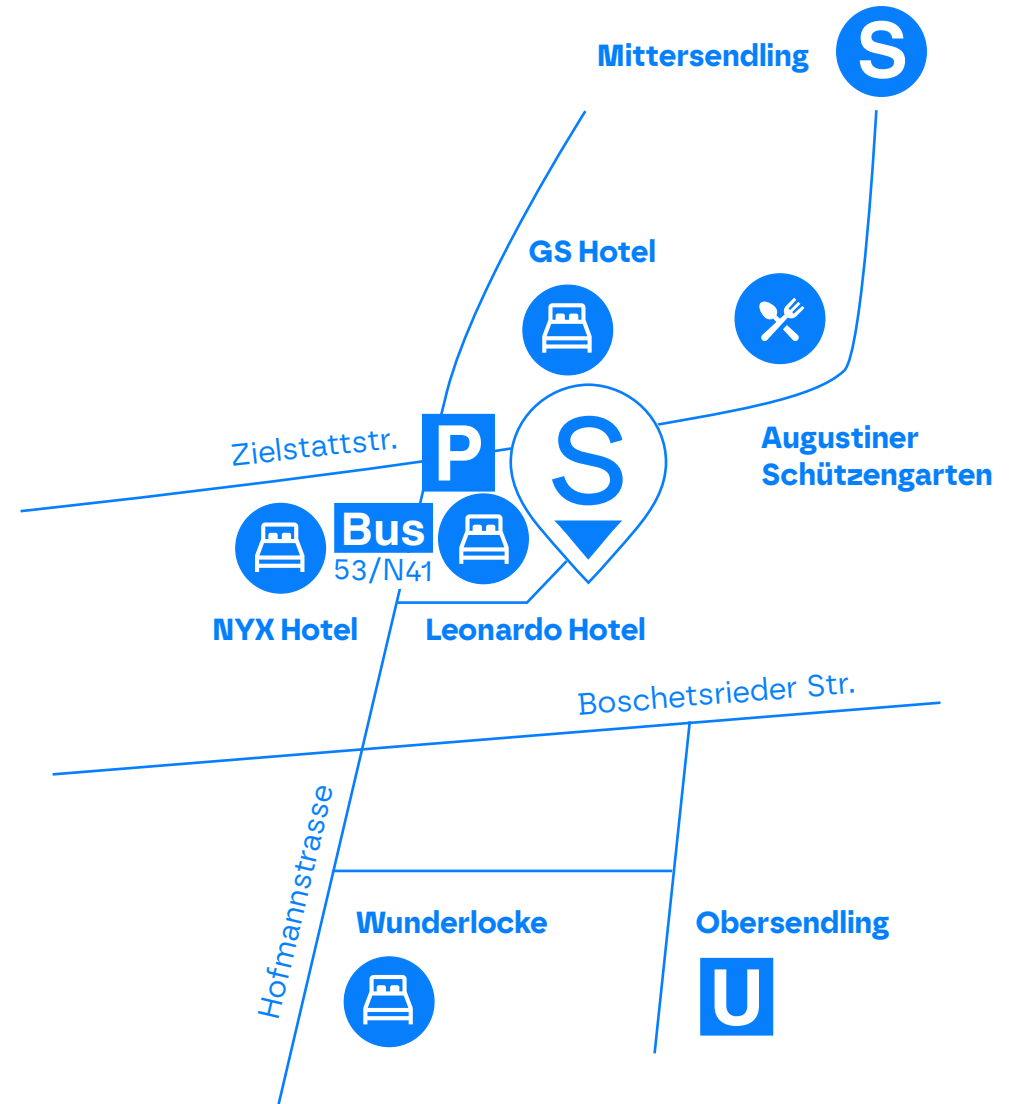 Mittersendling
S
GS Hotel
Zielstattstr.
P
S
Augustiner
Schützengarten
Bus
53/N41
NYX Hotel
Leonardo Hotel
Boschetsrieder Str.
Hofmannstrasse
Wunderlocke
Obersendling
U